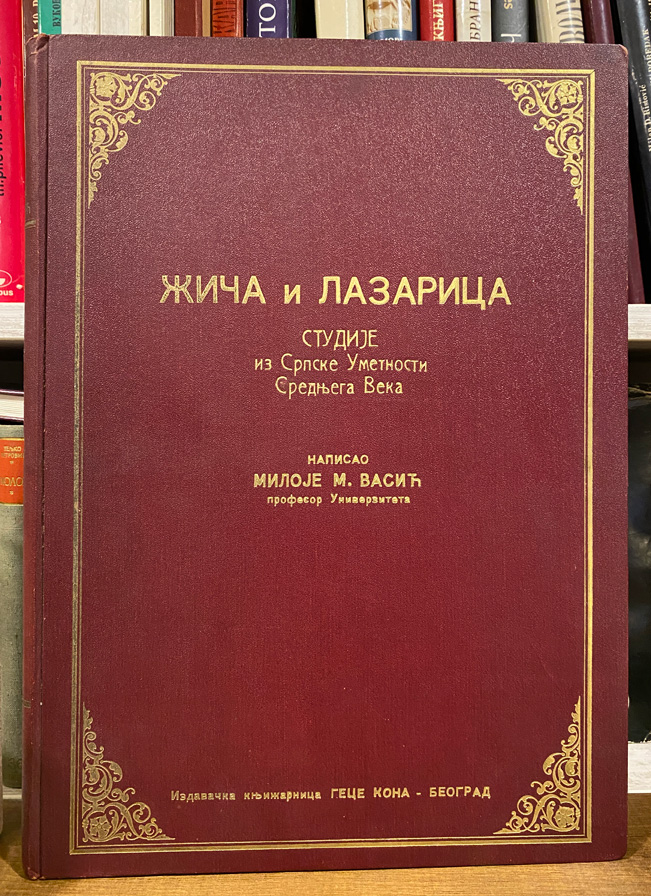 ЖИЧА и ЛАЗАРИЦА
СТУДИЈЕ
из Српске Уметности
Средњега Века
НАПИСАО
МИЛОЈЕ М. ВАСИЋ
професор Универзитета
Издавачка књижарница ГЕЦЕ КОНА - БЕОГРАД